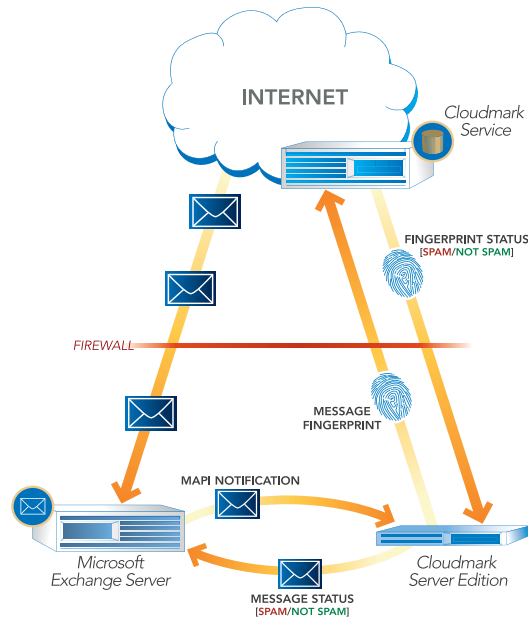 INTERNET
Cloudmark
Service
FINGERPRINT STATUS
[SPAM/NOT SPAM]
FIREWALL
MESSAGE
FINGERPRINT
MAPI NOTIFICATION
Microsoft
Exchange Server
Cloudmark
Server Edition
MESSAGE STATUS
[SPAM/NOT SPAM]